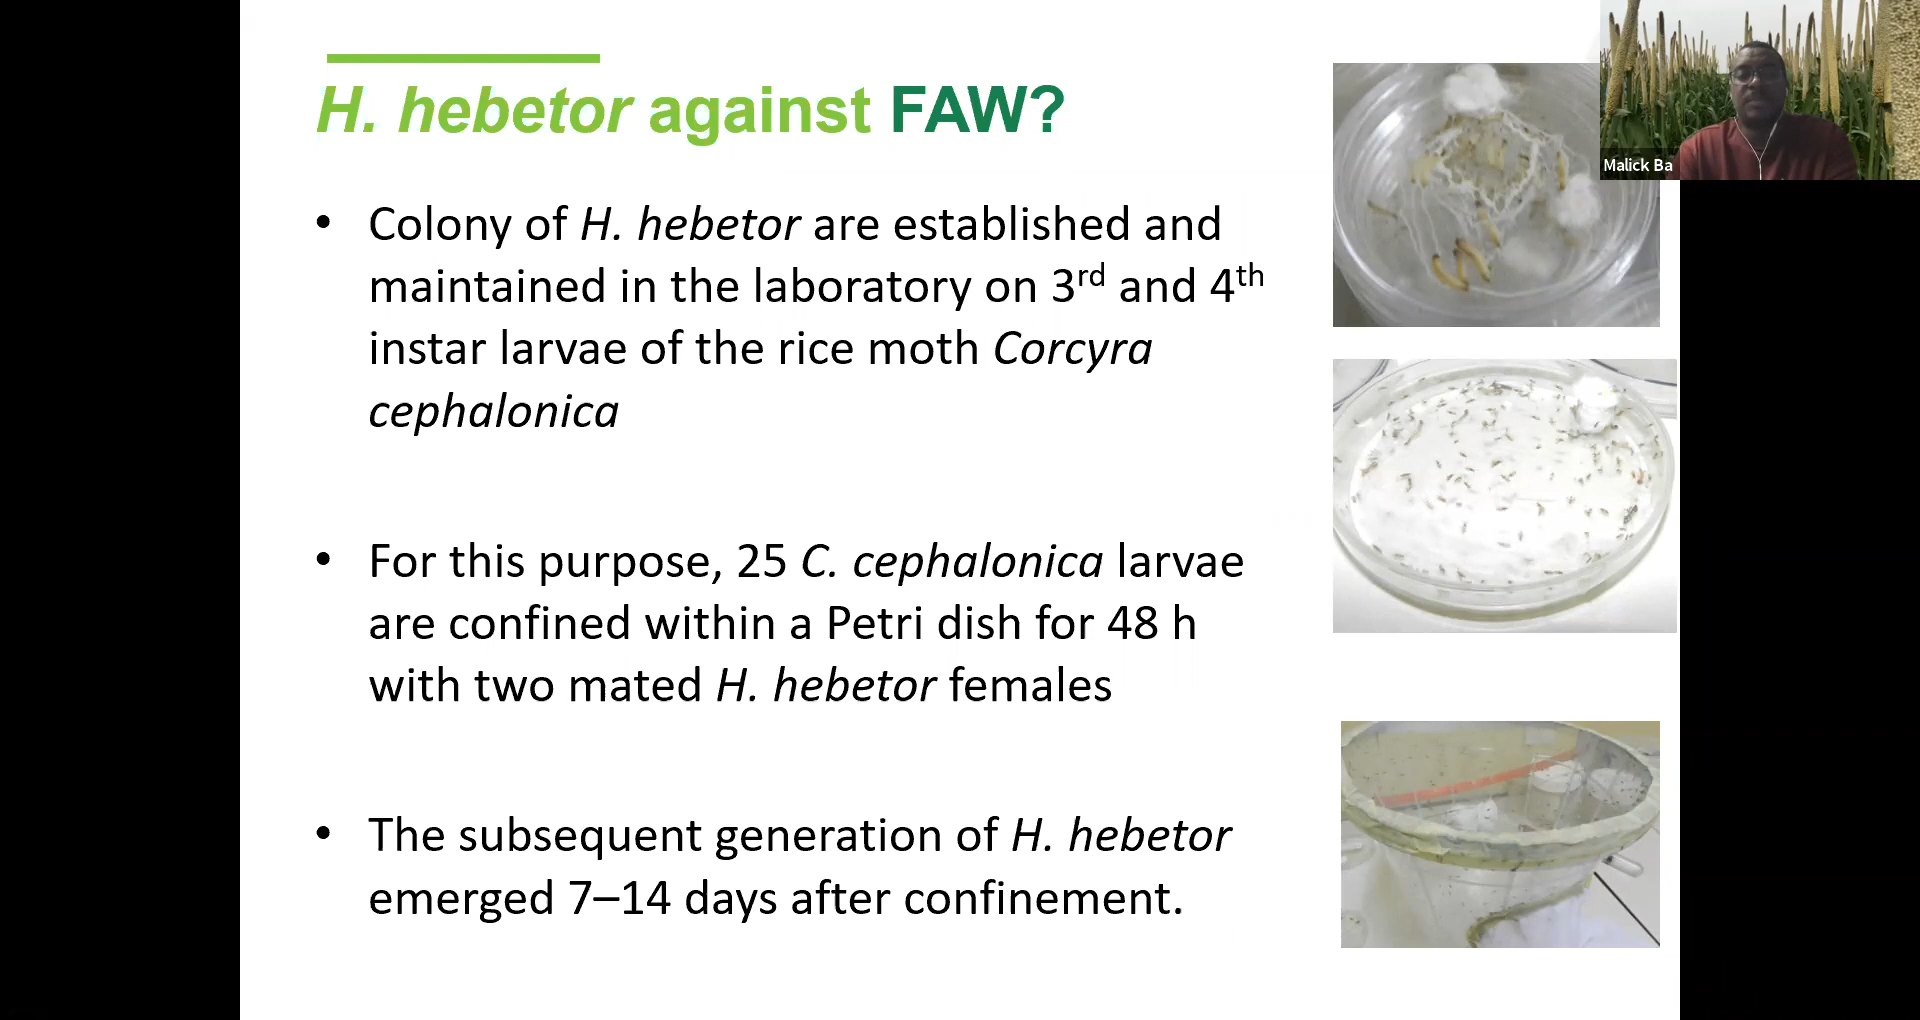 H. hebetor against FAW?
Malick Ba
• Colony of H. hebetor are established and
maintained in the laboratory on 3rd and 4th
instar larvae of the rice moth Corcyra
cephalonica
• For this purpose, 25 C. cephalonica larvae
are confined within a Petri dish for 48 h
with two mated H. hebetor females
• The subsequent generation of H. hebetor
emerged 7–14 days after confinement.